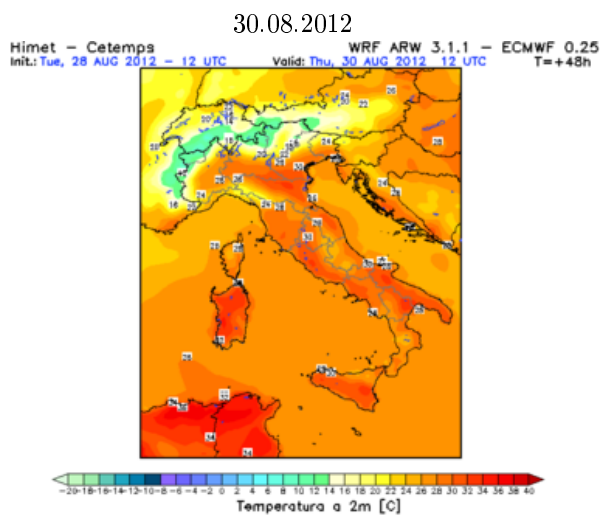 30.08.2012
Himet – Cetemps WRF ARW 3.1.1 – ECMWF 0.25
Init.: Tue, 28 AUG 2012 – 12 UTC Valid: Thu, 30 AUG 2012 12 UTC T=+48h
-20-18-16-14-12-10-8 -6 -4 -2 0 2 4 6 8 10 12 14 16 18 20 22 24 26 28 30 32 34 36 38 40
Temperatura a 2m [C]